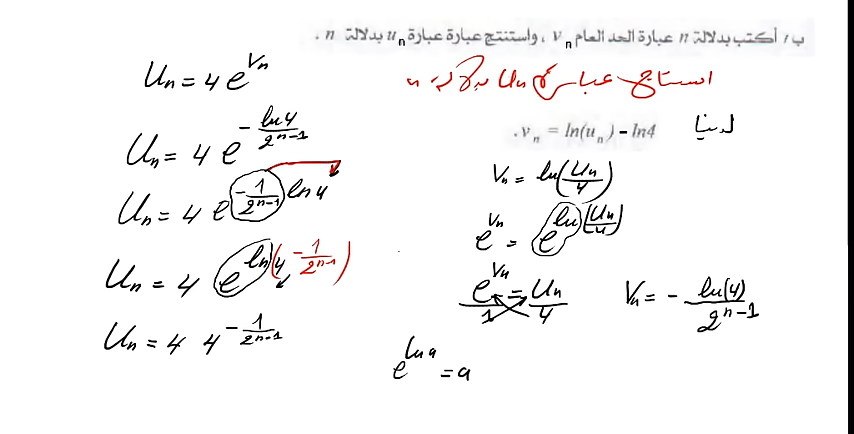 ب / أكتب بدلالة n عبارة الحد العام vₙ ، واستنتج عبارة عبارة uₙ بدلالة n .
استنتاج عبارة Uₙ بدلالة n
لدينا
.vₙ = ln(uₙ) – ln4
Vₙ = ln(Uₙ/4)
e^(Vₙ) = e^(ln(Uₙ/4))
e^(Vₙ)/1 = Uₙ/4
Vₙ = - ln(4)/2^(n-1)
e^(ln a) = a
Uₙ = 4 e^(Vₙ)
Uₙ = 4 e^(-ln4/2^(n-1))
Uₙ = 4 e^(-1/2^(n-1) ln4)
Uₙ = 4 e^(ln(4^(-1/2^(n-1))))
Uₙ = 4 4^(-1/2^(n-1))